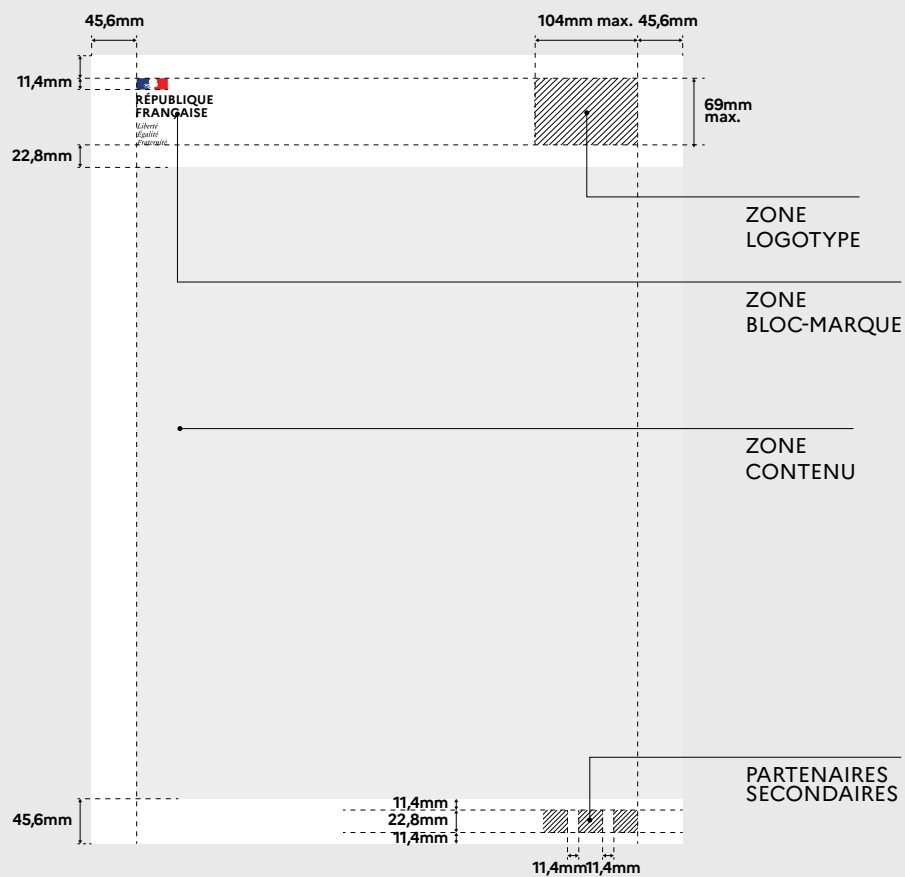 45,6mm
104mm max.
45,6mm
11,4mm
RÉPUBLIQUE
FRANÇAISE
Liberté
Égalité
Fraternité
69mm
max.
22,8mm
ZONE
LOGOTYPE
ZONE
BLOC-MARQUE
ZONE
CONTENU
PARTENAIRES
SECONDAIRES
45,6mm
11,4mm
22,8mm
11,4mm
11,4mm
11,4mm